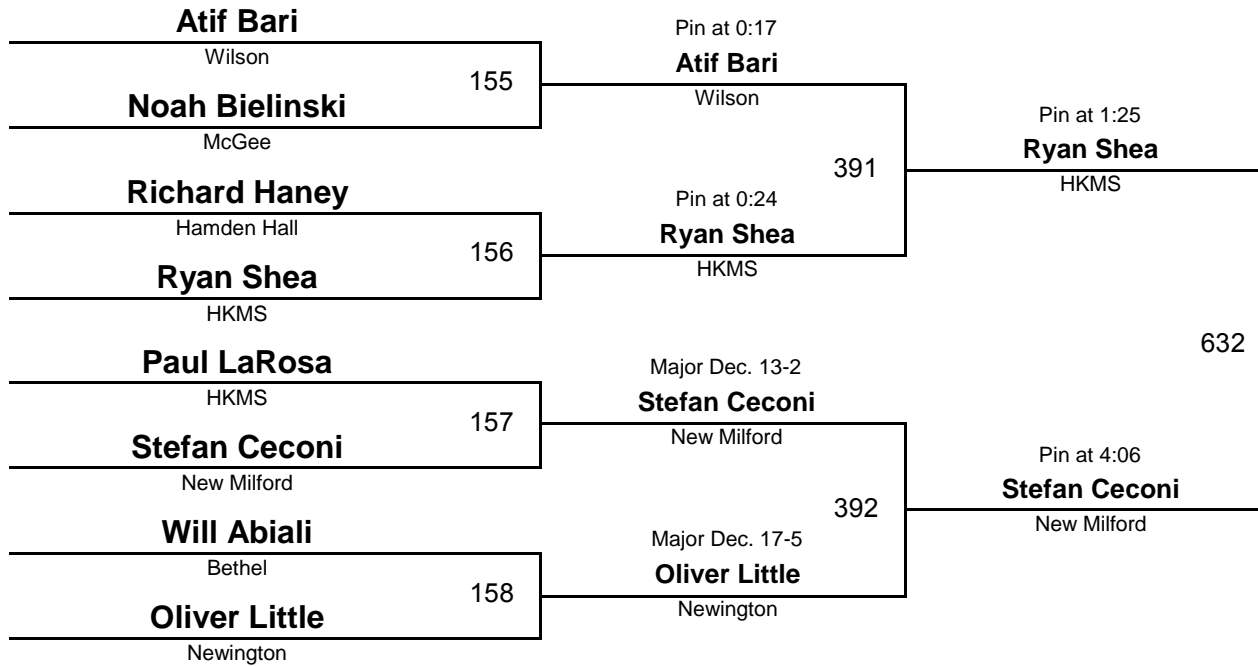 Atif Bari
Wilson
155
Noah Bielinski
McGee
Richard Haney
Hamden Hall
156
Ryan Shea
HKMS
Paul LaRosa
HKMS
157
Stefan Ceconi
New Milford
Will Abiali
Bethel
158
Oliver Little
Newington
Pin at 0:17
Atif Bari
Wilson
391
Pin at 0:24
Ryan Shea
HKMS
Major Dec. 13-2
Stefan Ceconi
New Milford
392
Major Dec. 17-5
Oliver Little
Newington
Pin at 1:25
Ryan Shea
HKMS
632
Pin at 4:06
Stefan Ceconi
New Milford